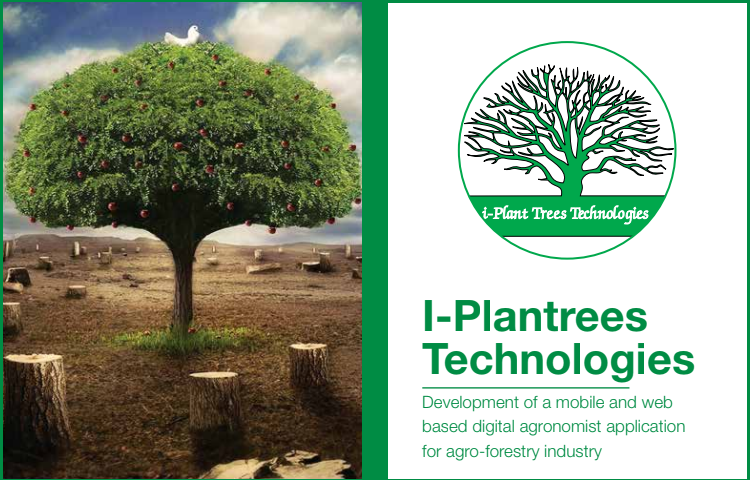 i-Plant Trees Technologies
I-Plantrees
Technologies
Development of a mobile and web
based digital agronomist application
for agro-forestry industry